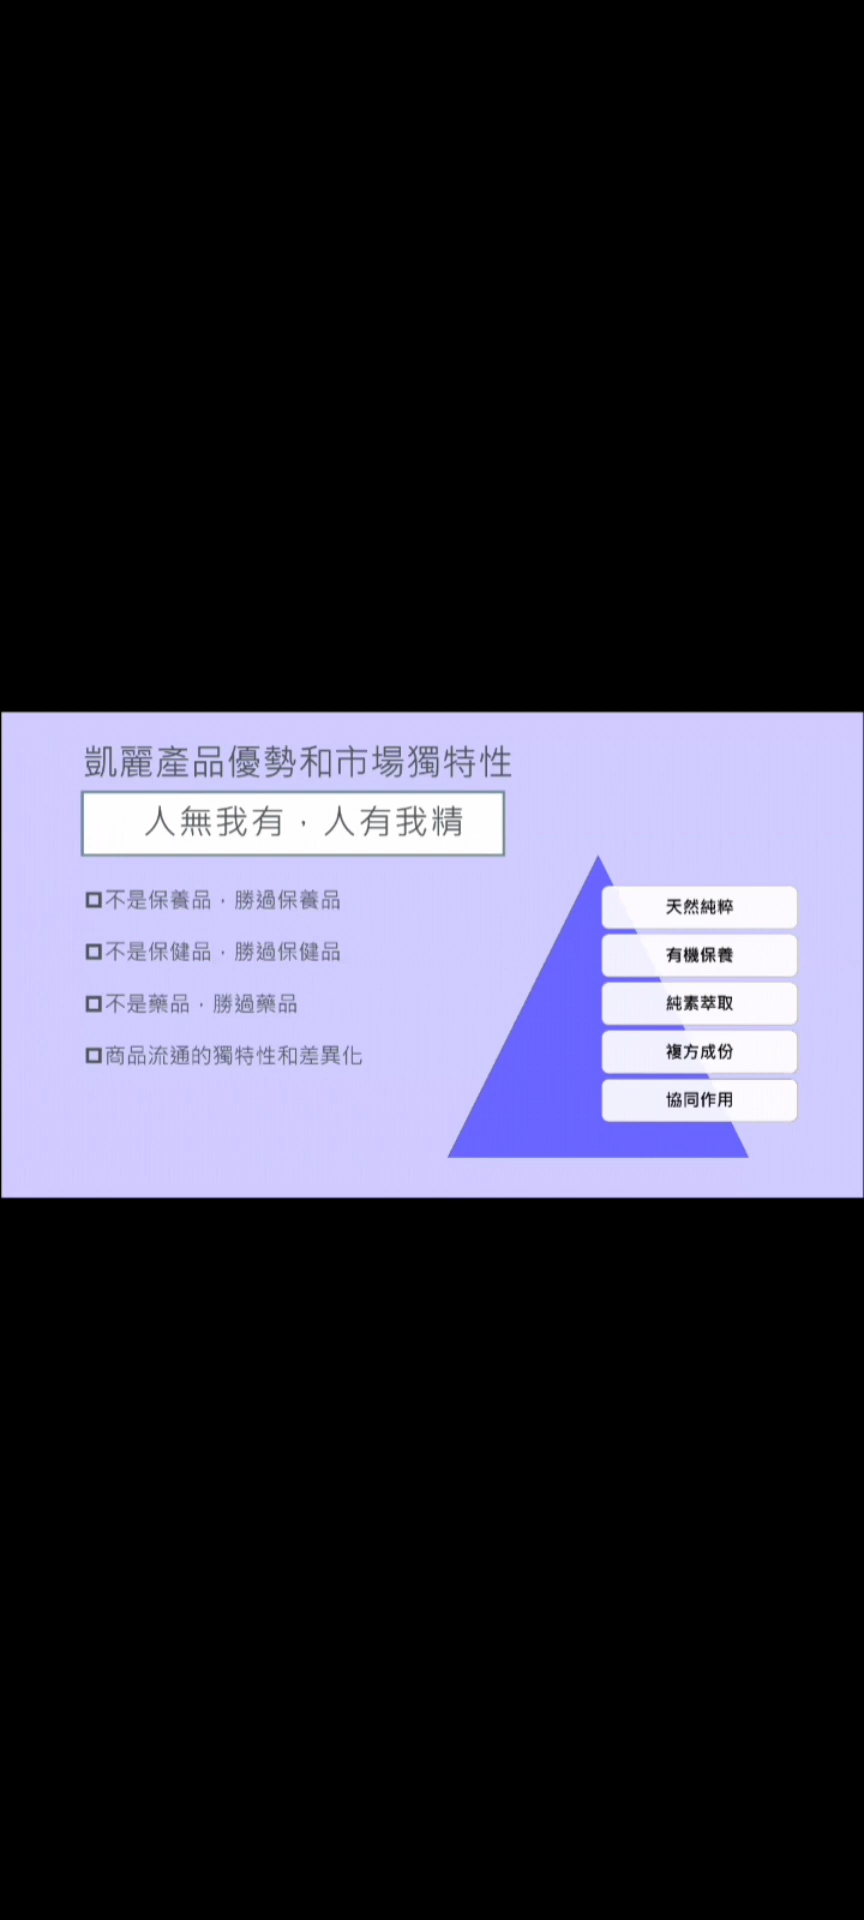 凱麗產品優勢和市場獨特性
人無我有，人有我精
不是保養品，勝過保養品
不是保健品，勝過保健品
不是藥品，勝過藥品
商品流通的獨特性和差異化
天然純粹
有機保養
純素萃取
複方成份
協同作用